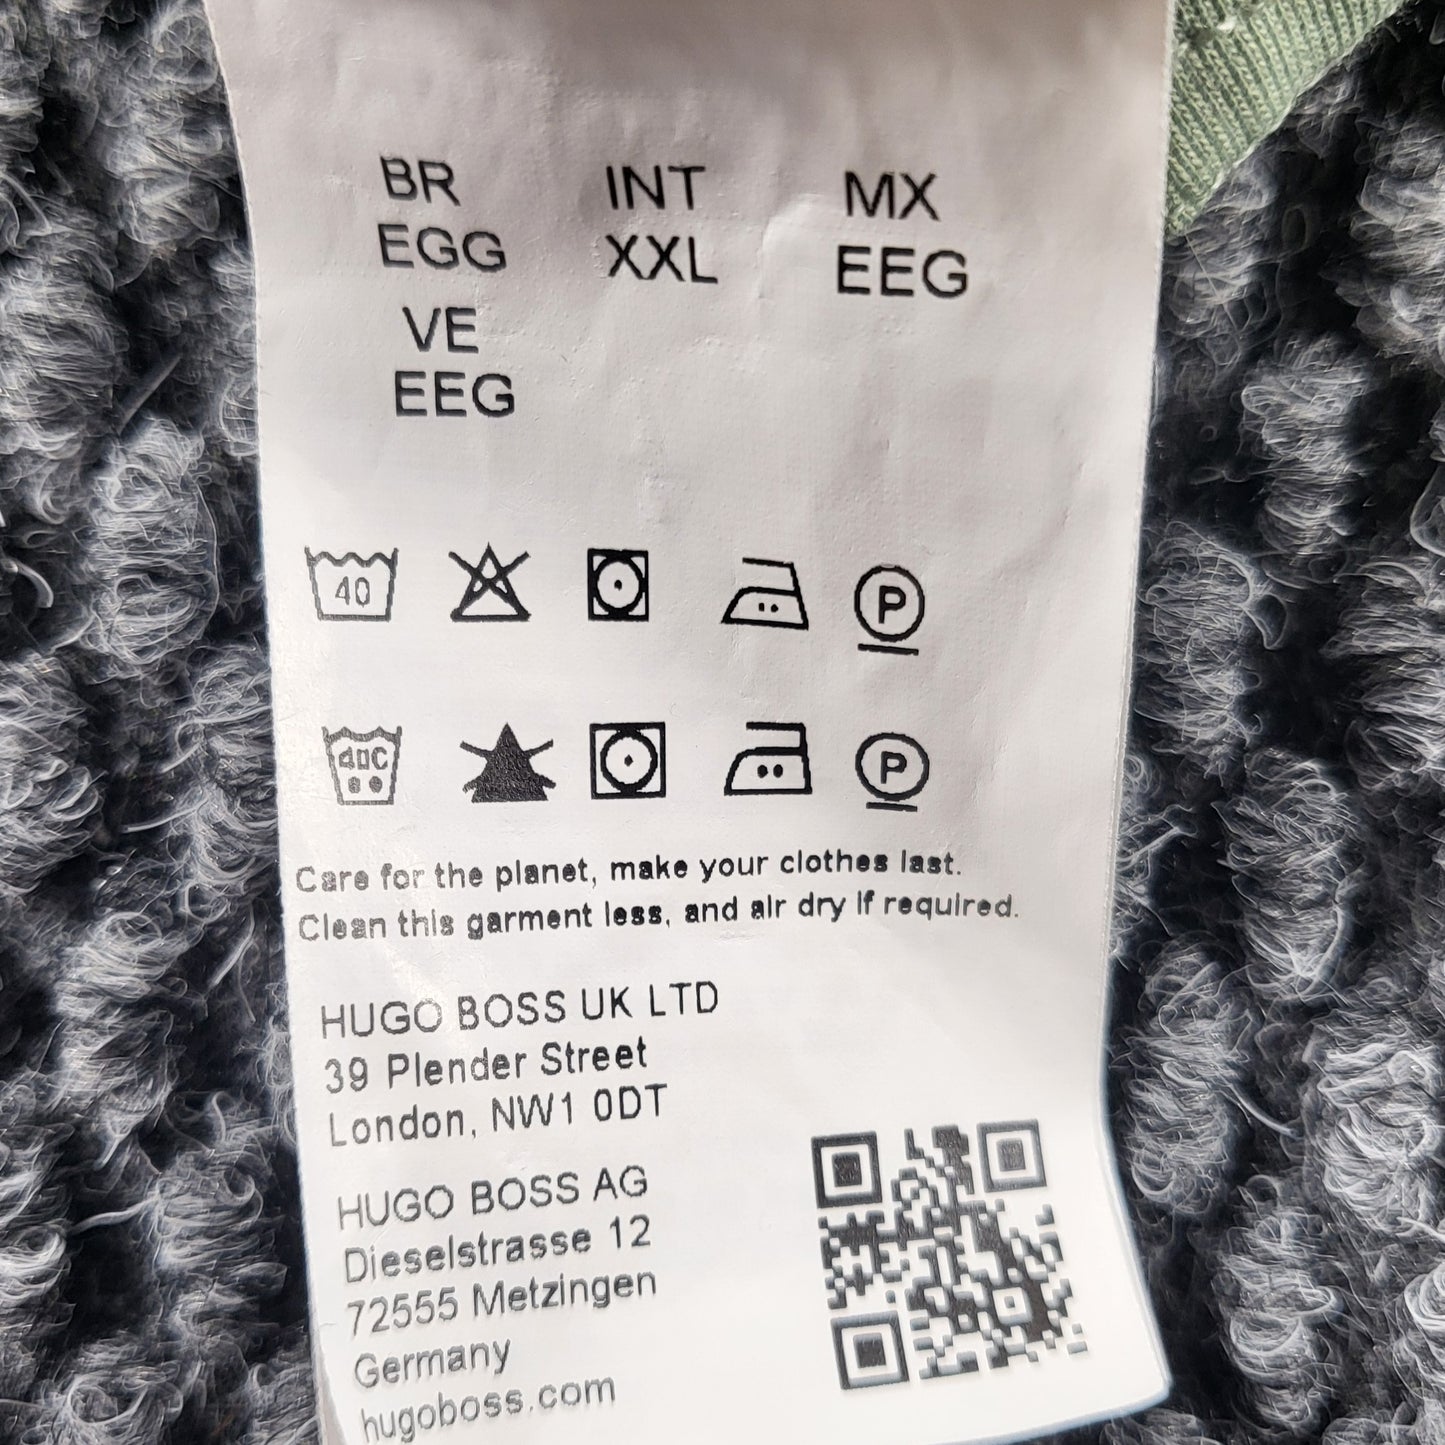 BR INT MX
EGG XXL EEG
VE
EEG
40
P
40°C
P
Care for the planet, make your clothes last.
Clean this garment less, and air dry if required.
HUGO BOSS UK LTD
39 Plender Street
London, NW1 0DT
HUGO BOSS AG
Dieselstrasse 12
72555 Metzingen
Germany
hugoboss.com